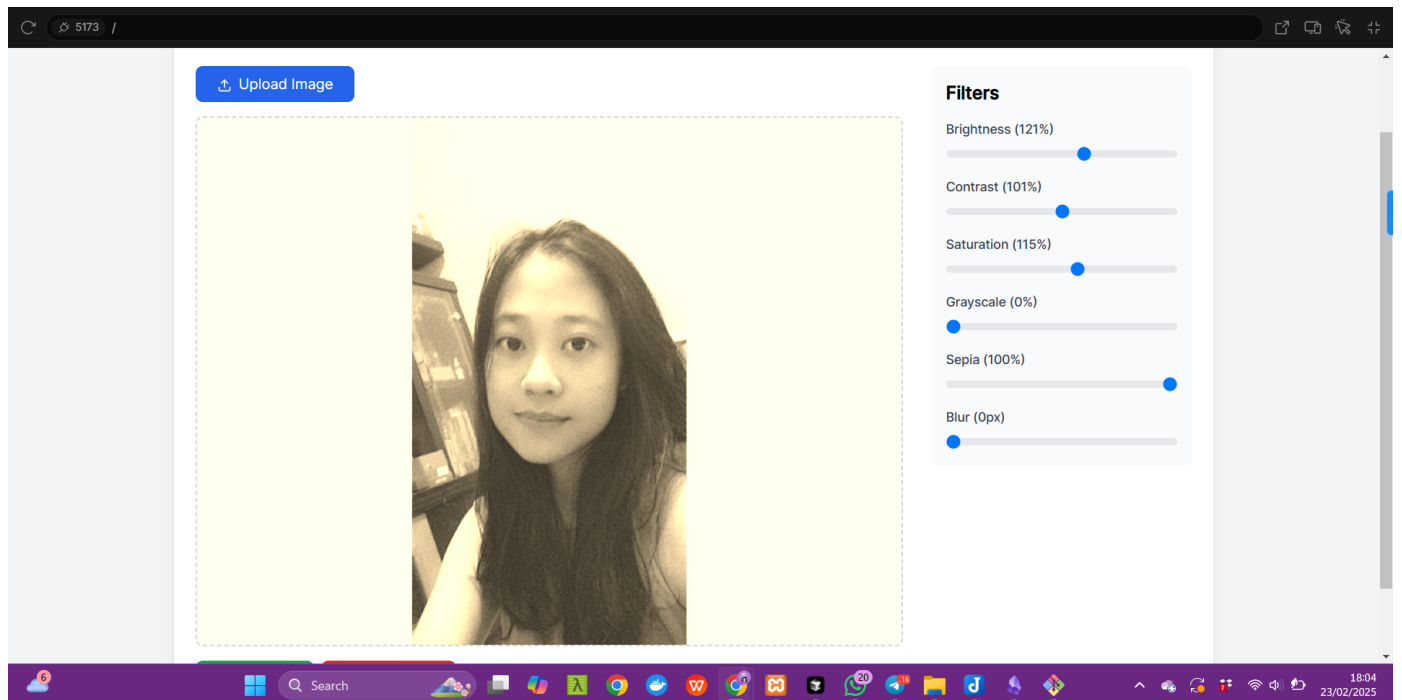 5173 /
Upload Image
Filters
Brightness (121%)
Contrast (101%)
Saturation (115%)
Grayscale (0%)
Sepia (100%)
Blur (0px)
6
Search
20
16
18:04
23/02/2025